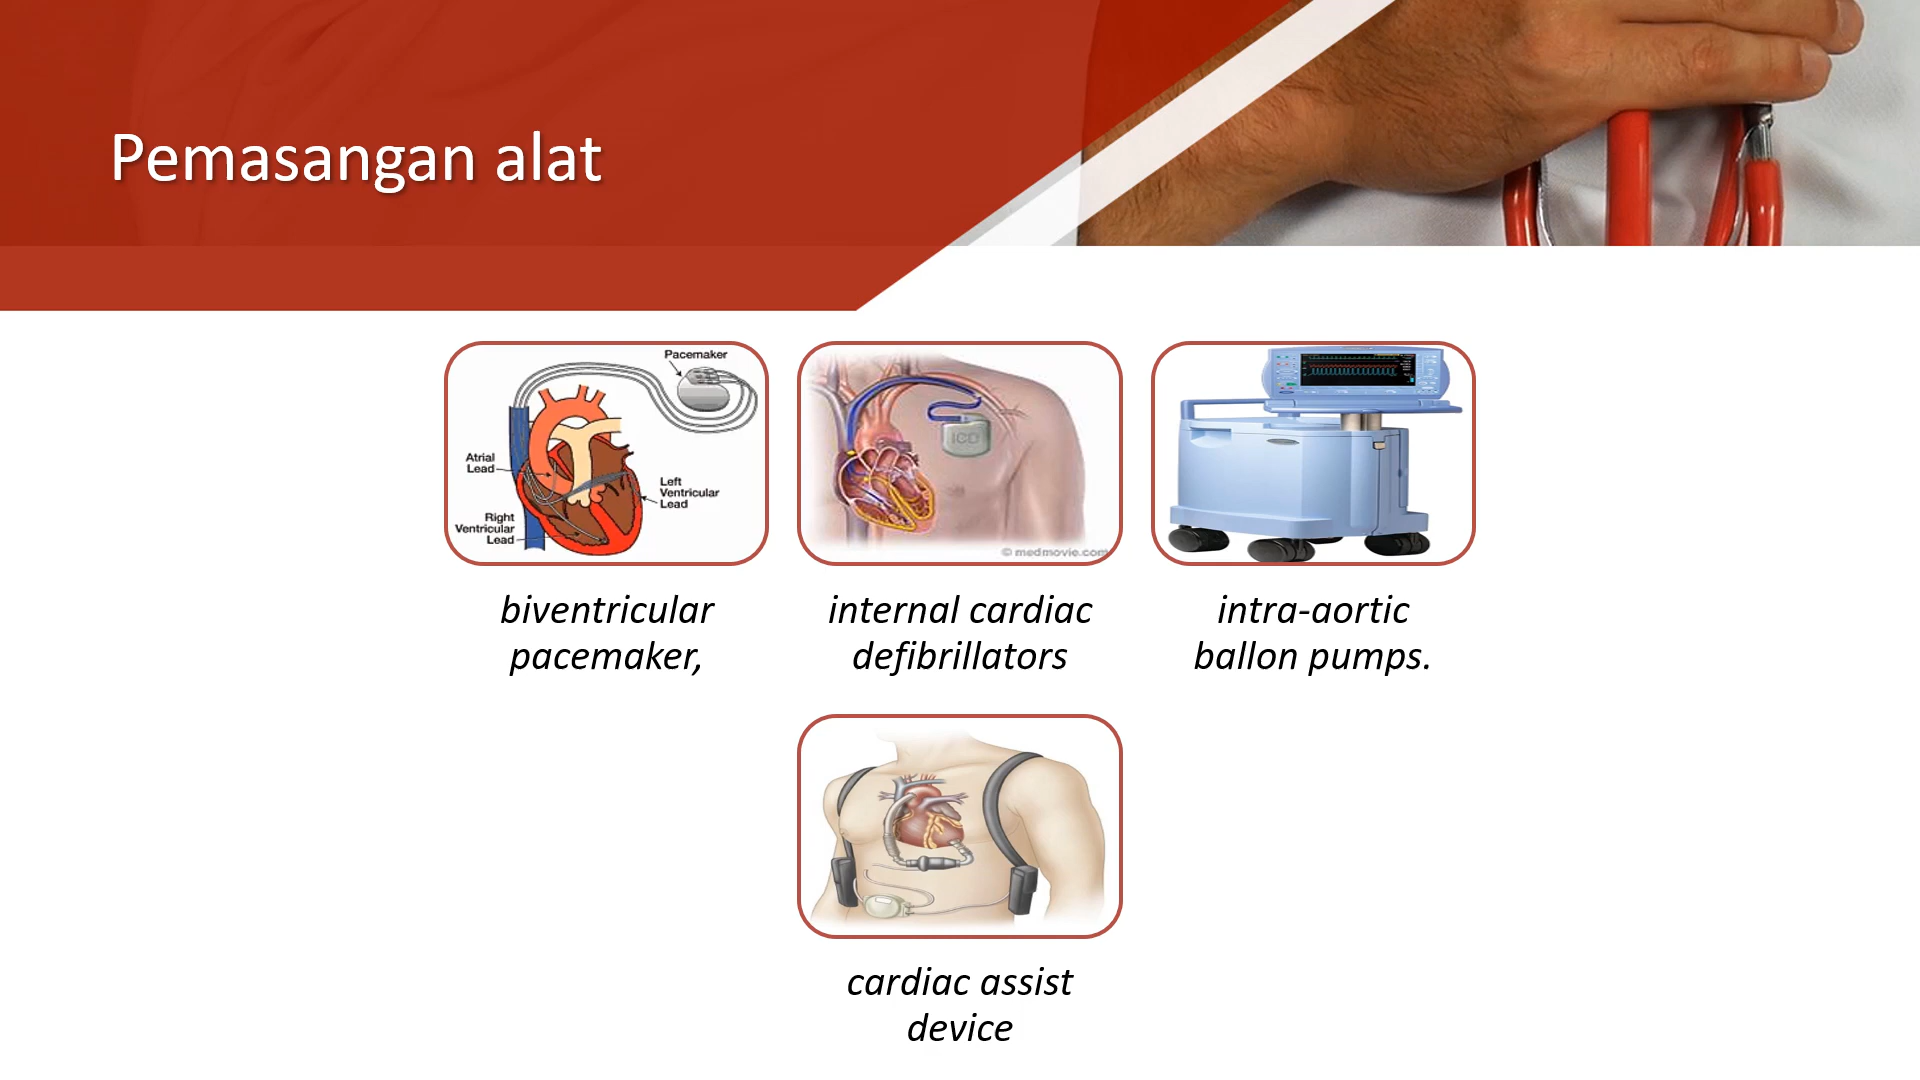 Pemasangan alat
Pacemaker
Atrial
Lead
Left
Ventricular
Lead
Right
Ventricular
Lead
ICD
© medmovie.com
biventricular
pacemaker,
internal cardiac
defibrillators
intra-aortic
ballon pumps.
cardiac assist
device